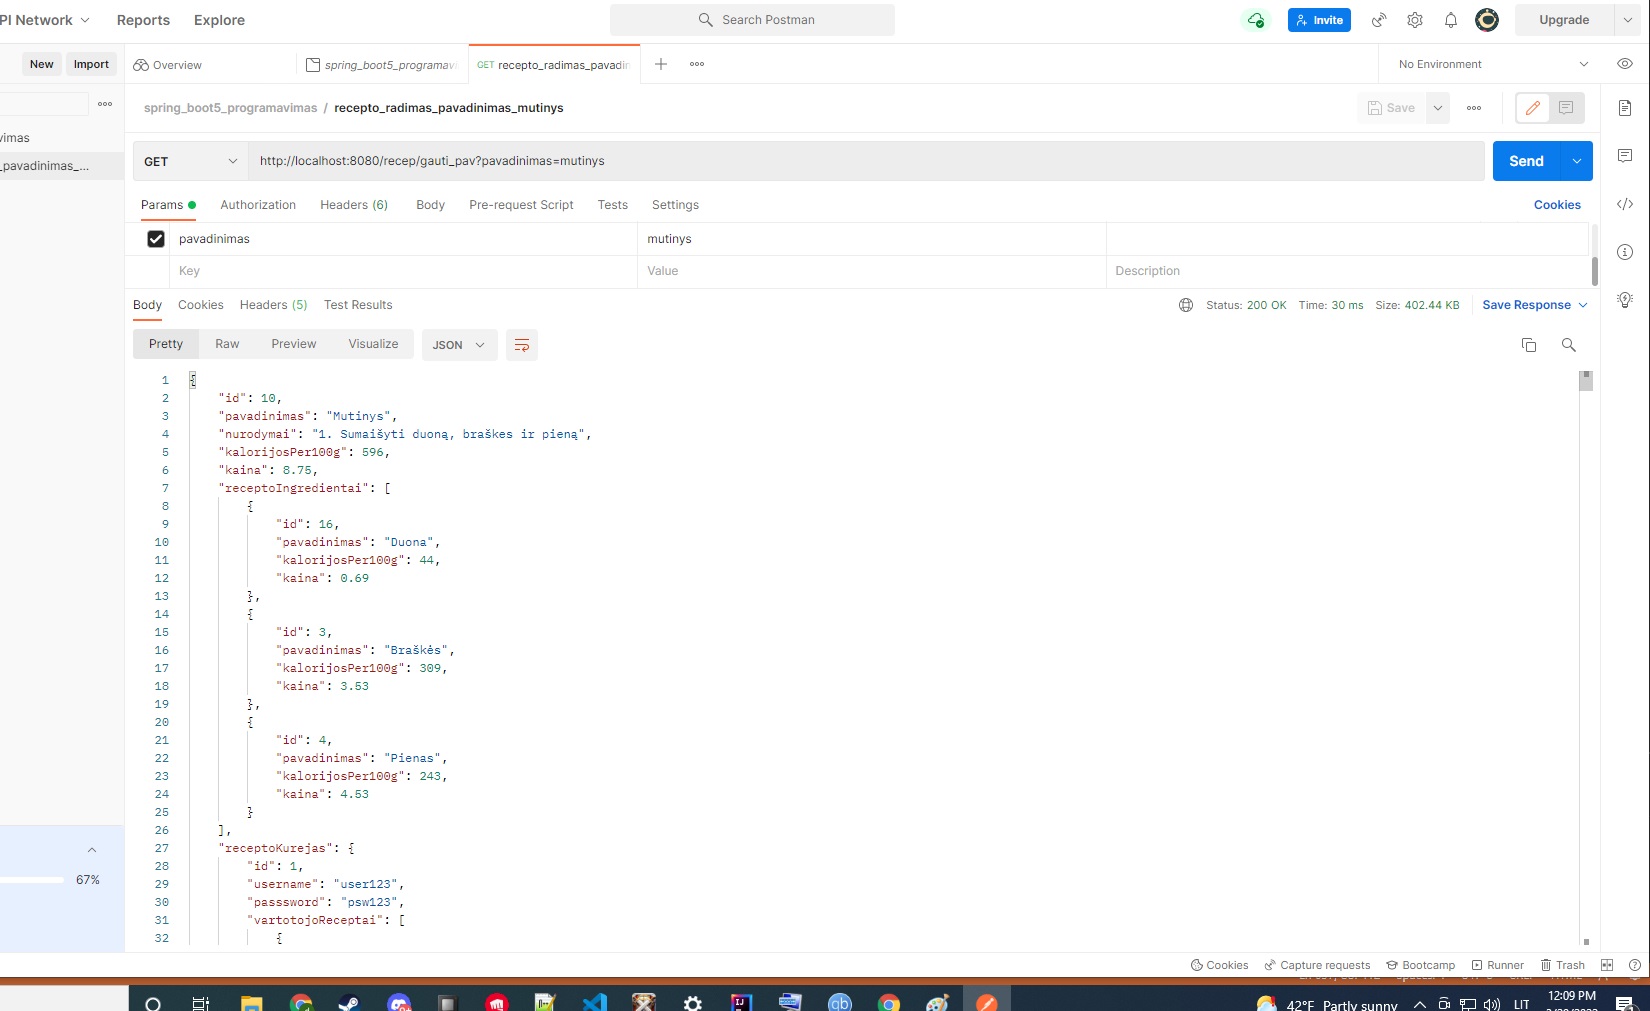 PI Network
Reports
Explore
Search Postman
Invite
Upgrade
New
Import
Overview
spring_boot5_programav
GET recepto_radimas_pavadin
No Environment
spring_boot5_programavimas / recepto_radimas_pavadinimas_mutinys
Save
vimas
_pavadinimas_...
GET
http://localhost:8080/recep/gauti_pav?pavadinimas=mutinys
Send
Params
Authorization
Headers (6)
Body
Pre-request Script
Tests
Settings
Cookies
pavadinimas
mutinys
Key
Value
Description
Body
Cookies
Headers (5)
Test Results
Status: 200 OK
Time: 30 ms
Size: 402.44 KB
Save Response
Pretty
Raw
Preview
Visualize
JSON
1 {
2 "id": 10,
3 "pavadinimas": "Mutinys",
4 "nurodymai": "1. Sumaišyti duoną, braškes ir pieną",
5 "kalorijosPer100g": 596,
6 "kaina": 8.75,
7 "receptoIngredientai": [
8 {
9 "id": 16,
10 "pavadinimas": "Duona",
11 "kalorijosPer100g": 44,
12 "kaina": 0.69
13 },
14 {
15 "id": 3,
16 "pavadinimas": "Braškės",
17 "kalorijosPer100g": 309,
18 "kaina": 3.53
19 },
20 {
21 "id": 4,
22 "pavadinimas": "Pienas",
23 "kalorijosPer100g": 243,
24 "kaina": 4.53
25 }
26 ],
27 "receptoKurejas": {
28 "id": 1,
29 "username": "user123",
30 "passsword": "psw123",
31 "vartotojoReceptai": [
32 {
67%
Cookies
Capture requests
Bootcamp
Runner
Trash
42°F Partly sunny
LIT
12:09 PM